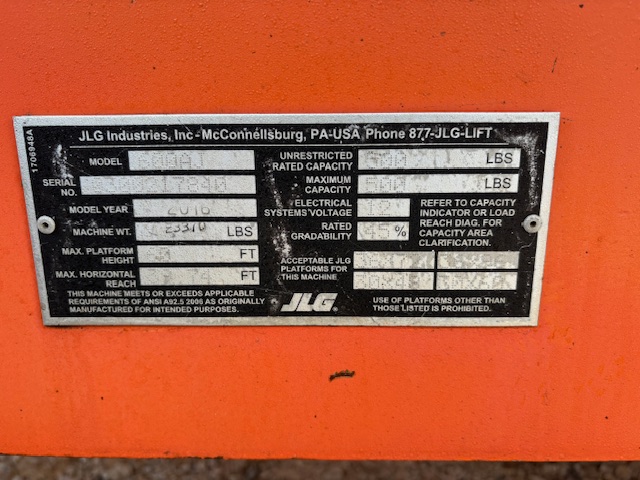 JLG Industries, Inc - McConnellsburg, PA-USA Phone 877-JLG-LIFT
1706948A
MODEL 600AJ
SERIAL NO.
MODEL YEAR
MACHINE WT. 23370 LBS
MAX. PLATFORM HEIGHT FT
MAX. HORIZONTAL REACH FT
THIS MACHINE MEETS OR EXCEEDS APPLICABLE
REQUIREMENTS OF ANSI A92.5 2006 AS ORIGINALLY
MANUFACTURED FOR INTENDED PURPOSES.
UNRESTRICTED RATED CAPACITY LBS
MAXIMUM CAPACITY LBS
ELECTRICAL SYSTEMS VOLTAGE 12
RATED GRADABILITY 45%
REFER TO CAPACITY
INDICATOR OR LOAD
REACH DIAG. FOR
CAPACITY AREA
CLARIFICATION.
ACCEPTABLE JLG
PLATFORMS FOR
THIS MACHINE
JLG
USE OF PLATFORMS OTHER THAN
THOSE LISTED IS PROHIBITED.